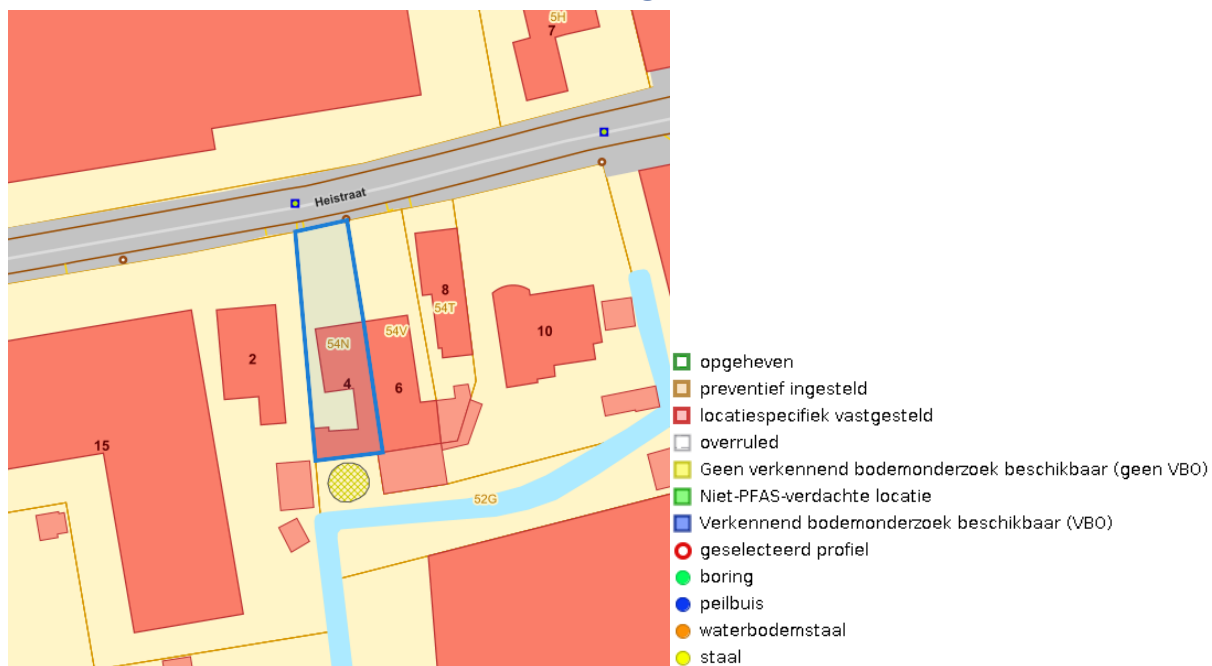 5H
7
Heistraat
8
54T
54V
10
54N
2
4
6
15
52G
opgeheven
preventief ingesteld
locatiespecifiek vastgesteld
overruled
Geen verkennend bodemonderzoek beschikbaar (geen VBO)
Niet-PFAS-verdachte locatie
Verkennend bodemonderzoek beschikbaar (VBO)
geselecteerd profiel
boring
peilbuis
waterbodemstaal
staal